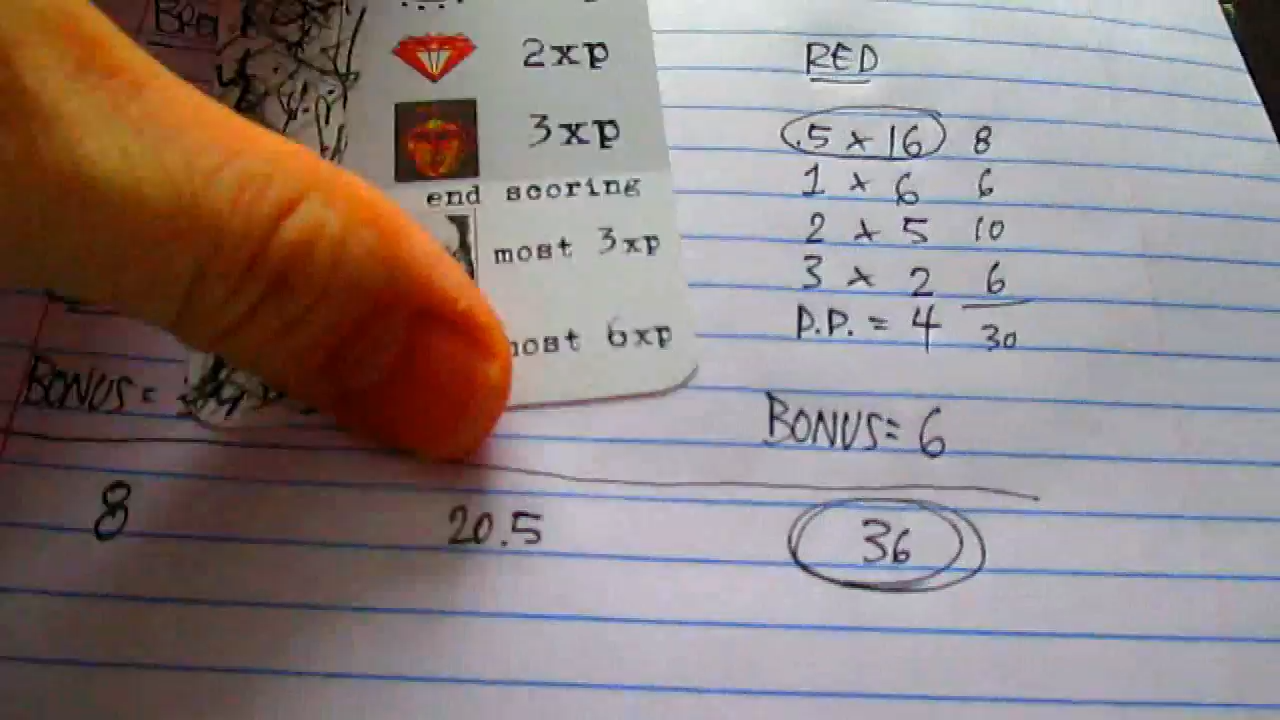 2xp
3xp
end scoring
most 3xp
6xp
RED
.5 x 16 8
1 x 6 6
2 x 5 10
3 x 2 6
P.P. = 4 30
BONUS =
BONUS = 6
8 20.5 36